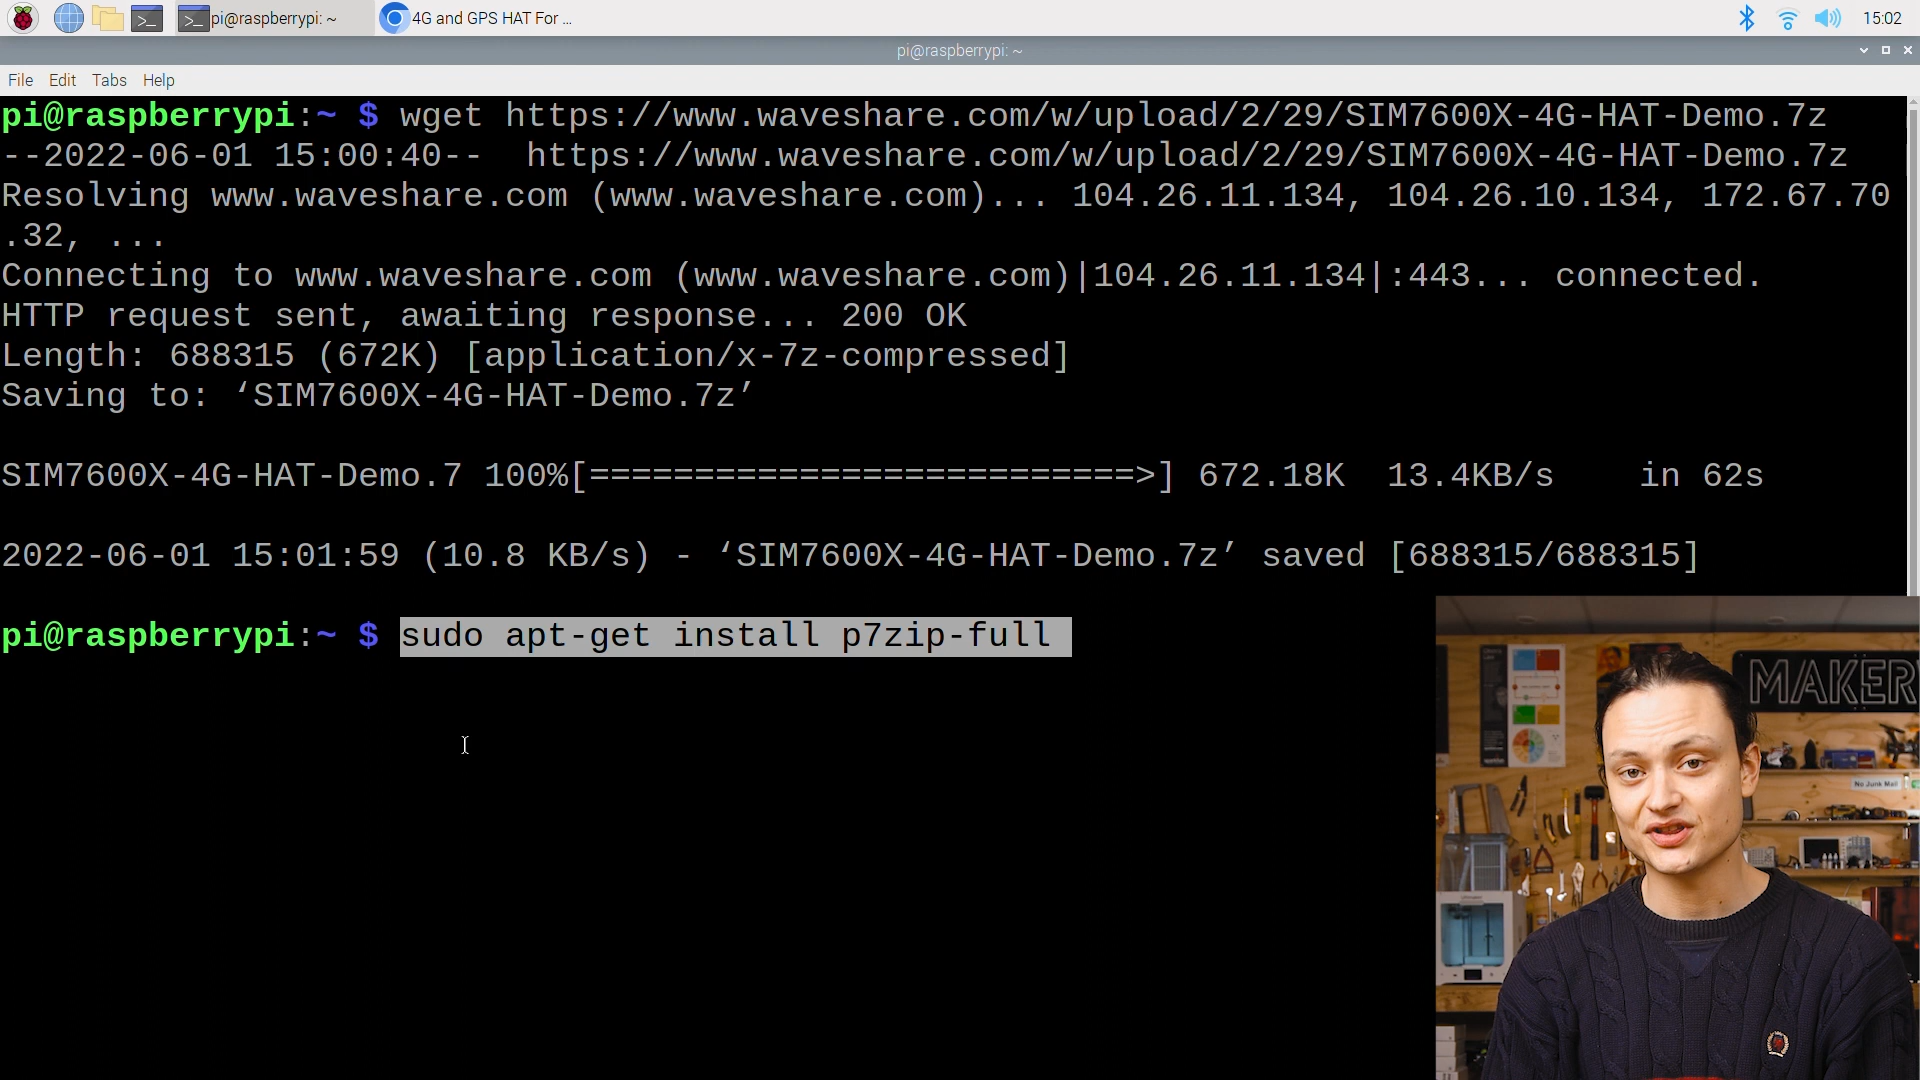 pi@raspberrypi: ~
4G and GPS HAT For ...
15:02
pi@raspberrypi: ~
File Edit Tabs Help
pi@raspberrypi:~ $ wget https://www.waveshare.com/w/upload/2/29/SIM7600X-4G-HAT-Demo.7z
--2022-06-01 15:00:40--  https://www.waveshare.com/w/upload/2/29/SIM7600X-4G-HAT-Demo.7z
Resolving www.waveshare.com (www.waveshare.com)... 104.26.11.134, 104.26.10.134, 172.67.70
.32, ...
Connecting to www.waveshare.com (www.waveshare.com)|104.26.11.134|:443... connected.
HTTP request sent, awaiting response... 200 OK
Length: 688315 (672K) [application/x-7z-compressed]
Saving to: ‘SIM7600X-4G-HAT-Demo.7z’
SIM7600X-4G-HAT-Demo.7 100%[==========================>] 672.18K  13.4KB/s    in 62s
2022-06-01 15:01:59 (10.8 KB/s) - ‘SIM7600X-4G-HAT-Demo.7z’ saved [688315/688315]
pi@raspberrypi:~ $ sudo apt-get install p7zip-full
MAKER
No Junk Mail